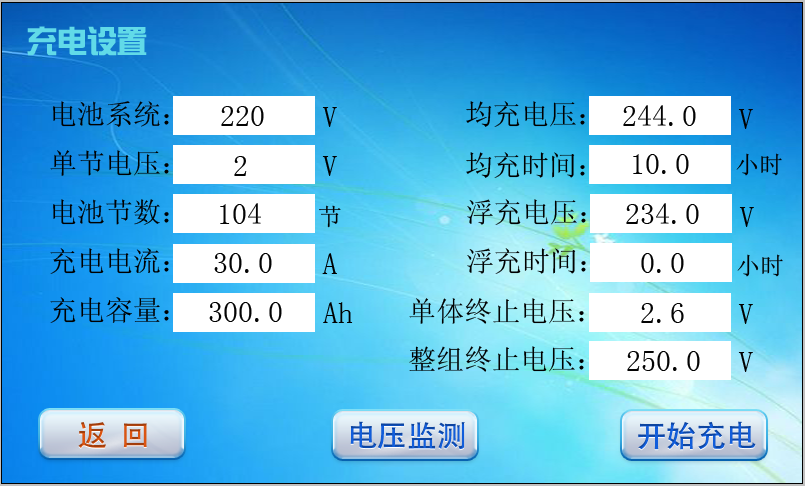 充电设置
电池系统： 220 V 均充电压： 244.0 V
单节电压： 2 V 均充时间： 10.0 小时
电池节数： 104 节 浮充电压： 234.0 V
充电电流： 30.0 A 浮充时间： 0.0 小时
充电容量： 300.0 Ah 单体终止电压： 2.6 V
整组终止电压： 250.0 V
返 回 电压监测 开始充电